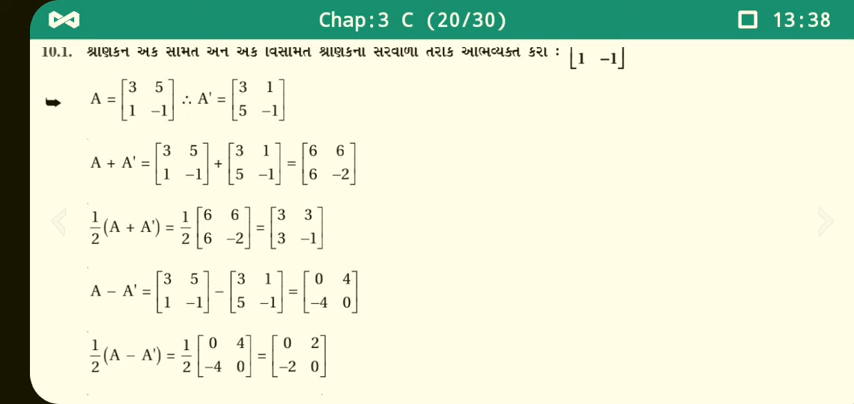 Chap:3 C (20/30) 13:38
10.1. શ્રાણકન અક સામત અન અક વિસામત શ્રાણકના સરવાળા તરાક આભવ્યક્ત કરા : [1 −1]
➥ A = [3 5; 1 −1] ∴ A' = [3 1; 5 −1]
A + A' = [3 5; 1 −1] + [3 1; 5 −1] = [6 6; 6 −2]
1/2 (A + A') = 1/2 [6 6; 6 −2] = [3 3; 3 −1]
A − A' = [3 5; 1 −1] − [3 1; 5 −1] = [0 4; −4 0]
1/2 (A − A') = 1/2 [0 4; −4 0] = [0 2; −2 0]